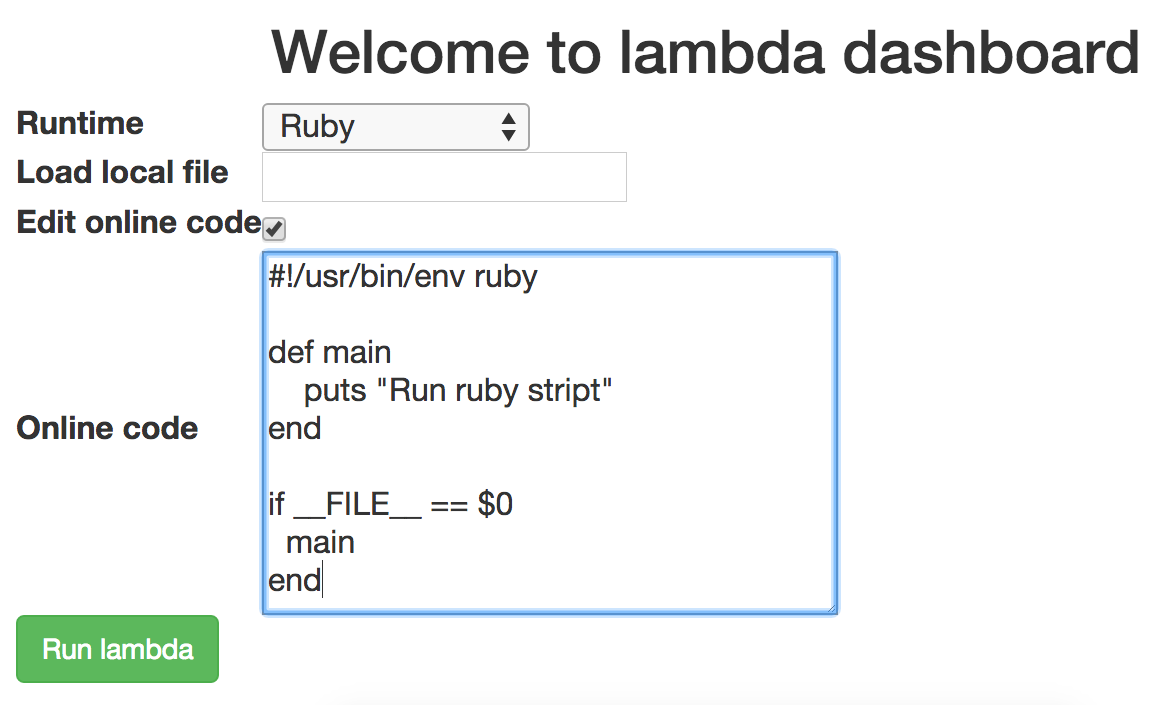 Welcome to lambda dashboard
Runtime
Ruby
Load local file
Edit online code
Online code
#!/usr/bin/env ruby
def main
puts "Run ruby stript"
end
if __FILE__ == $0
main
end
Run lambda